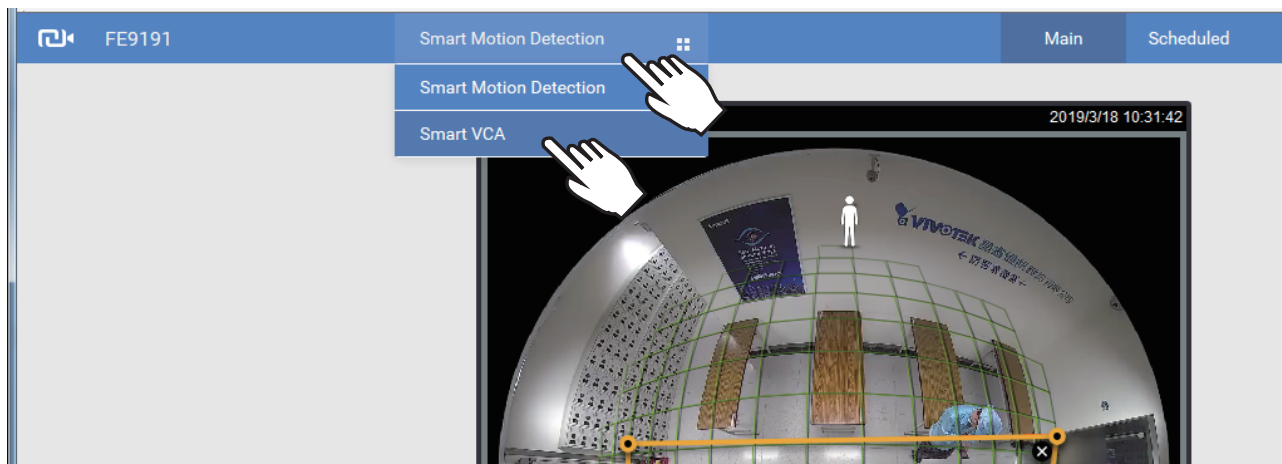 FE9191
Smart Motion Detection
Main
Scheduled
Smart Motion Detection
Smart VCA
2019/3/18 10:31:42
VIVOTEK